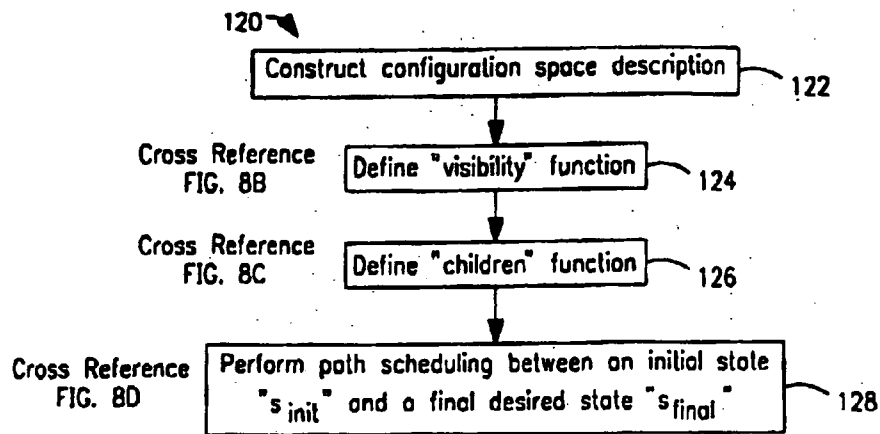 120
Construct configuration space description
122
Cross Reference
FIG. 8B
Define "visibility" function
124
Cross Reference
FIG. 8C
Define "children" function
126
Cross Reference
FIG. 8D
Perform path scheduling between an initial state
"s init" and a final desired state "s final"
128